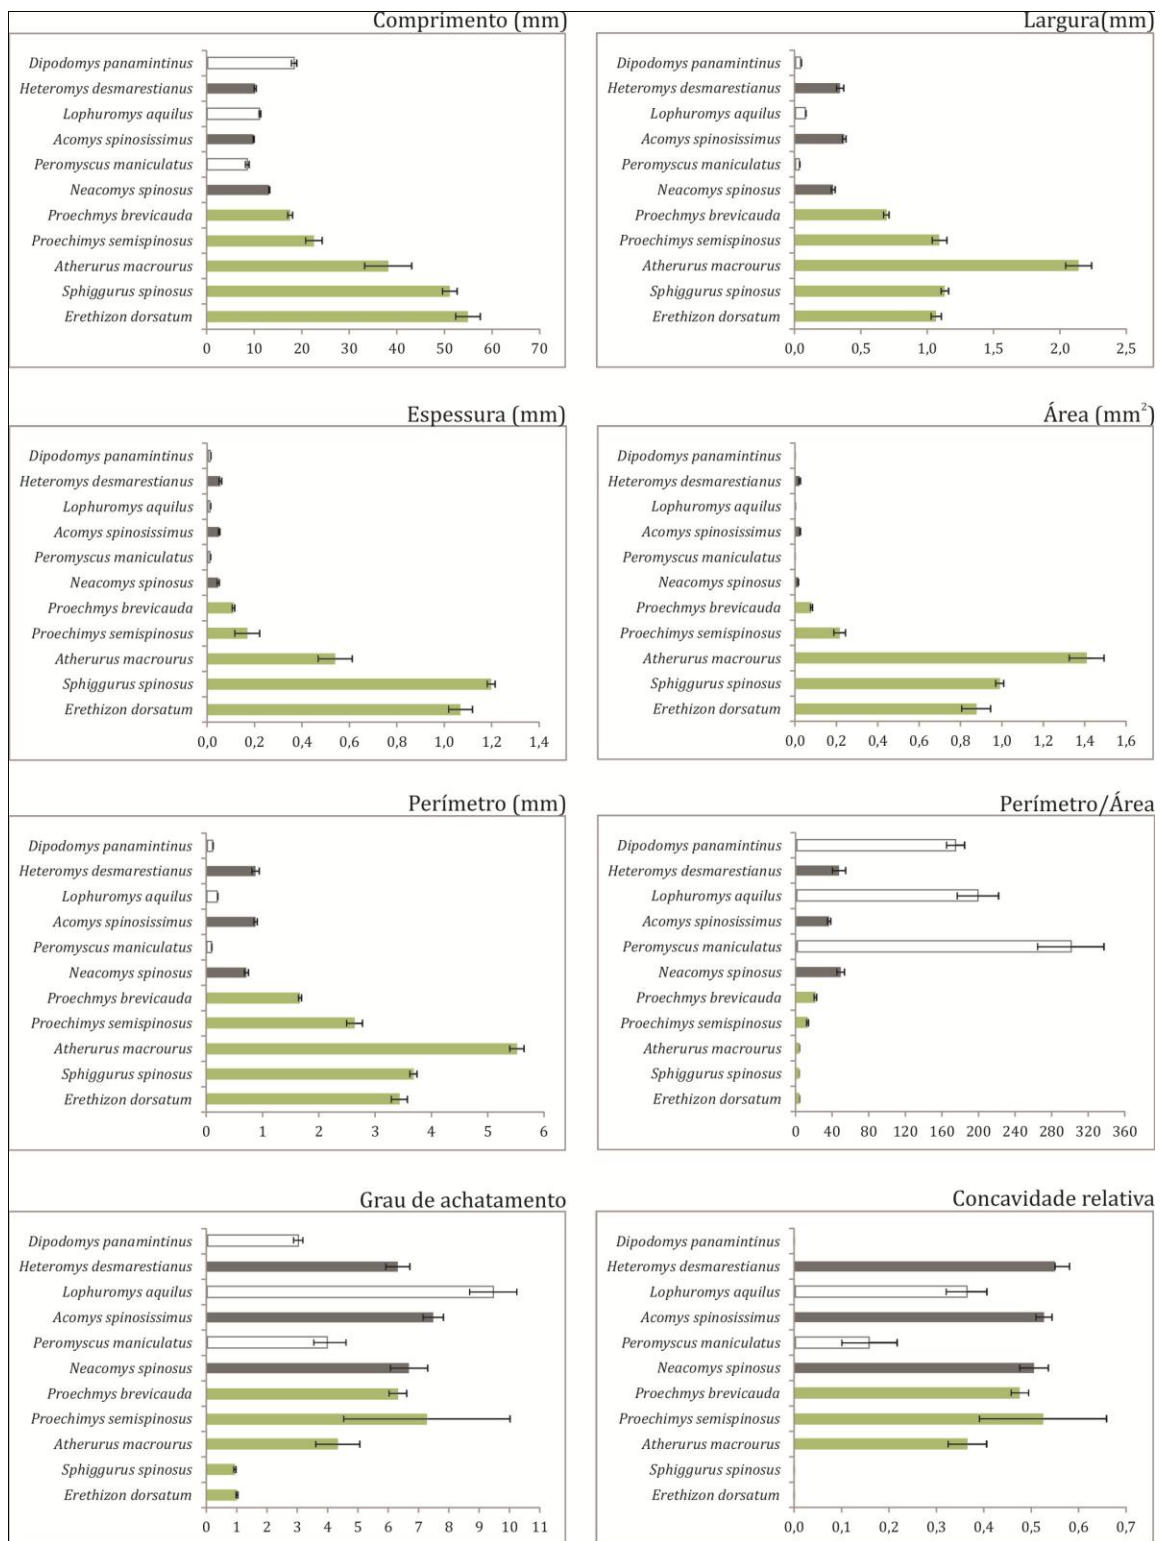 Comprimento (mm)
Dipodomys panamintinus
Heteromys desmarestianus
Lophuromys aquilus
Acomys spinosissimus
Peromyscus maniculatus
Neacomys spinosus
Proechmys brevicauda
Proechimys semispinosus
Atherurus macrourus
Sphiggurus spinosus
Erethizon dorsatum
0 10 20 30 40 50 60 70
Largura(mm)
Dipodomys panamintinus
Heteromys desmarestianus
Lophuromys aquilus
Acomys spinosissimus
Peromyscus maniculatus
Neacomys spinosus
Proechmys brevicauda
Proechimys semispinosus
Atherurus macrourus
Sphiggurus spinosus
Erethizon dorsatum
0,0 0,5 1,0 1,5 2,0 2,5
Espessura (mm)
Dipodomys panamintinus
Heteromys desmarestianus
Lophuromys aquilus
Acomys spinosissimus
Peromyscus maniculatus
Neacomys spinosus
Proechmys brevicauda
Proechimys semispinosus
Atherurus macrourus
Sphiggurus spinosus
Erethizon dorsatum
0,0 0,2 0,4 0,6 0,8 1,0 1,2 1,4
Área (mm²)
Dipodomys panamintinus
Heteromys desmarestianus
Lophuromys aquilus
Acomys spinosissimus
Peromyscus maniculatus
Neacomys spinosus
Proechmys brevicauda
Proechimys semispinosus
Atherurus macrourus
Sphiggurus spinosus
Erethizon dorsatum
0,0 0,2 0,4 0,6 0,8 1,0 1,2 1,4 1,6
Perímetro (mm)
Dipodomys panamintinus
Heteromys desmarestianus
Lophuromys aquilus
Acomys spinosissimus
Peromyscus maniculatus
Neacomys spinosus
Proechmys brevicauda
Proechimys semispinosus
Atherurus macrourus
Sphiggurus spinosus
Erethizon dorsatum
0 1 2 3 4 5 6
Perímetro/Área
Dipodomys panamintinus
Heteromys desmarestianus
Lophuromys aquilus
Acomys spinosissimus
Peromyscus maniculatus
Neacomys spinosus
Proechmys brevicauda
Proechimys semispinosus
Atherurus macrourus
Sphiggurus spinosus
Erethizon dorsatum
0 40 80 120 160 200 240 280 320 360
Grau de achatamento
Dipodomys panamintinus
Heteromys desmarestianus
Lophuromys aquilus
Acomys spinosissimus
Peromyscus maniculatus
Neacomys spinosus
Proechmys brevicauda
Proechimys semispinosus
Atherurus macrourus
Sphiggurus spinosus
Erethizon dorsatum
0 1 2 3 4 5 6 7 8 9 10 11
Concavidade relativa
Dipodomys panamintinus
Heteromys desmarestianus
Lophuromys aquilus
Acomys spinosissimus
Peromyscus maniculatus
Neacomys spinosus
Proechmys brevicauda
Proechimys semispinosus
Atherurus macrourus
Sphiggurus spinosus
Erethizon dorsatum
0,0 0,1 0,2 0,3 0,4 0,5 0,6 0,7